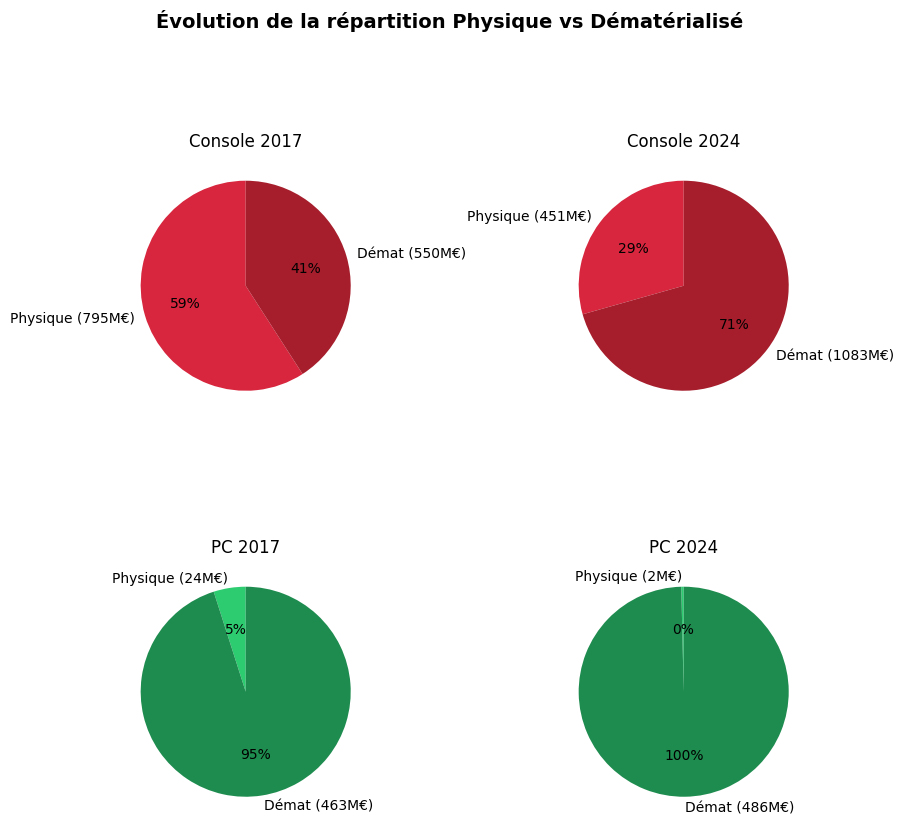 Évolution de la répartition Physique vs Dématérialisé
Console 2017
Physique (795M€)
59%
41%
Démat (550M€)
Console 2024
Physique (451M€)
29%
71%
Démat (1083M€)
PC 2017
Physique (24M€)
5%
95%
Démat (463M€)
PC 2024
Physique (2M€)
0%
100%
Démat (486M€)